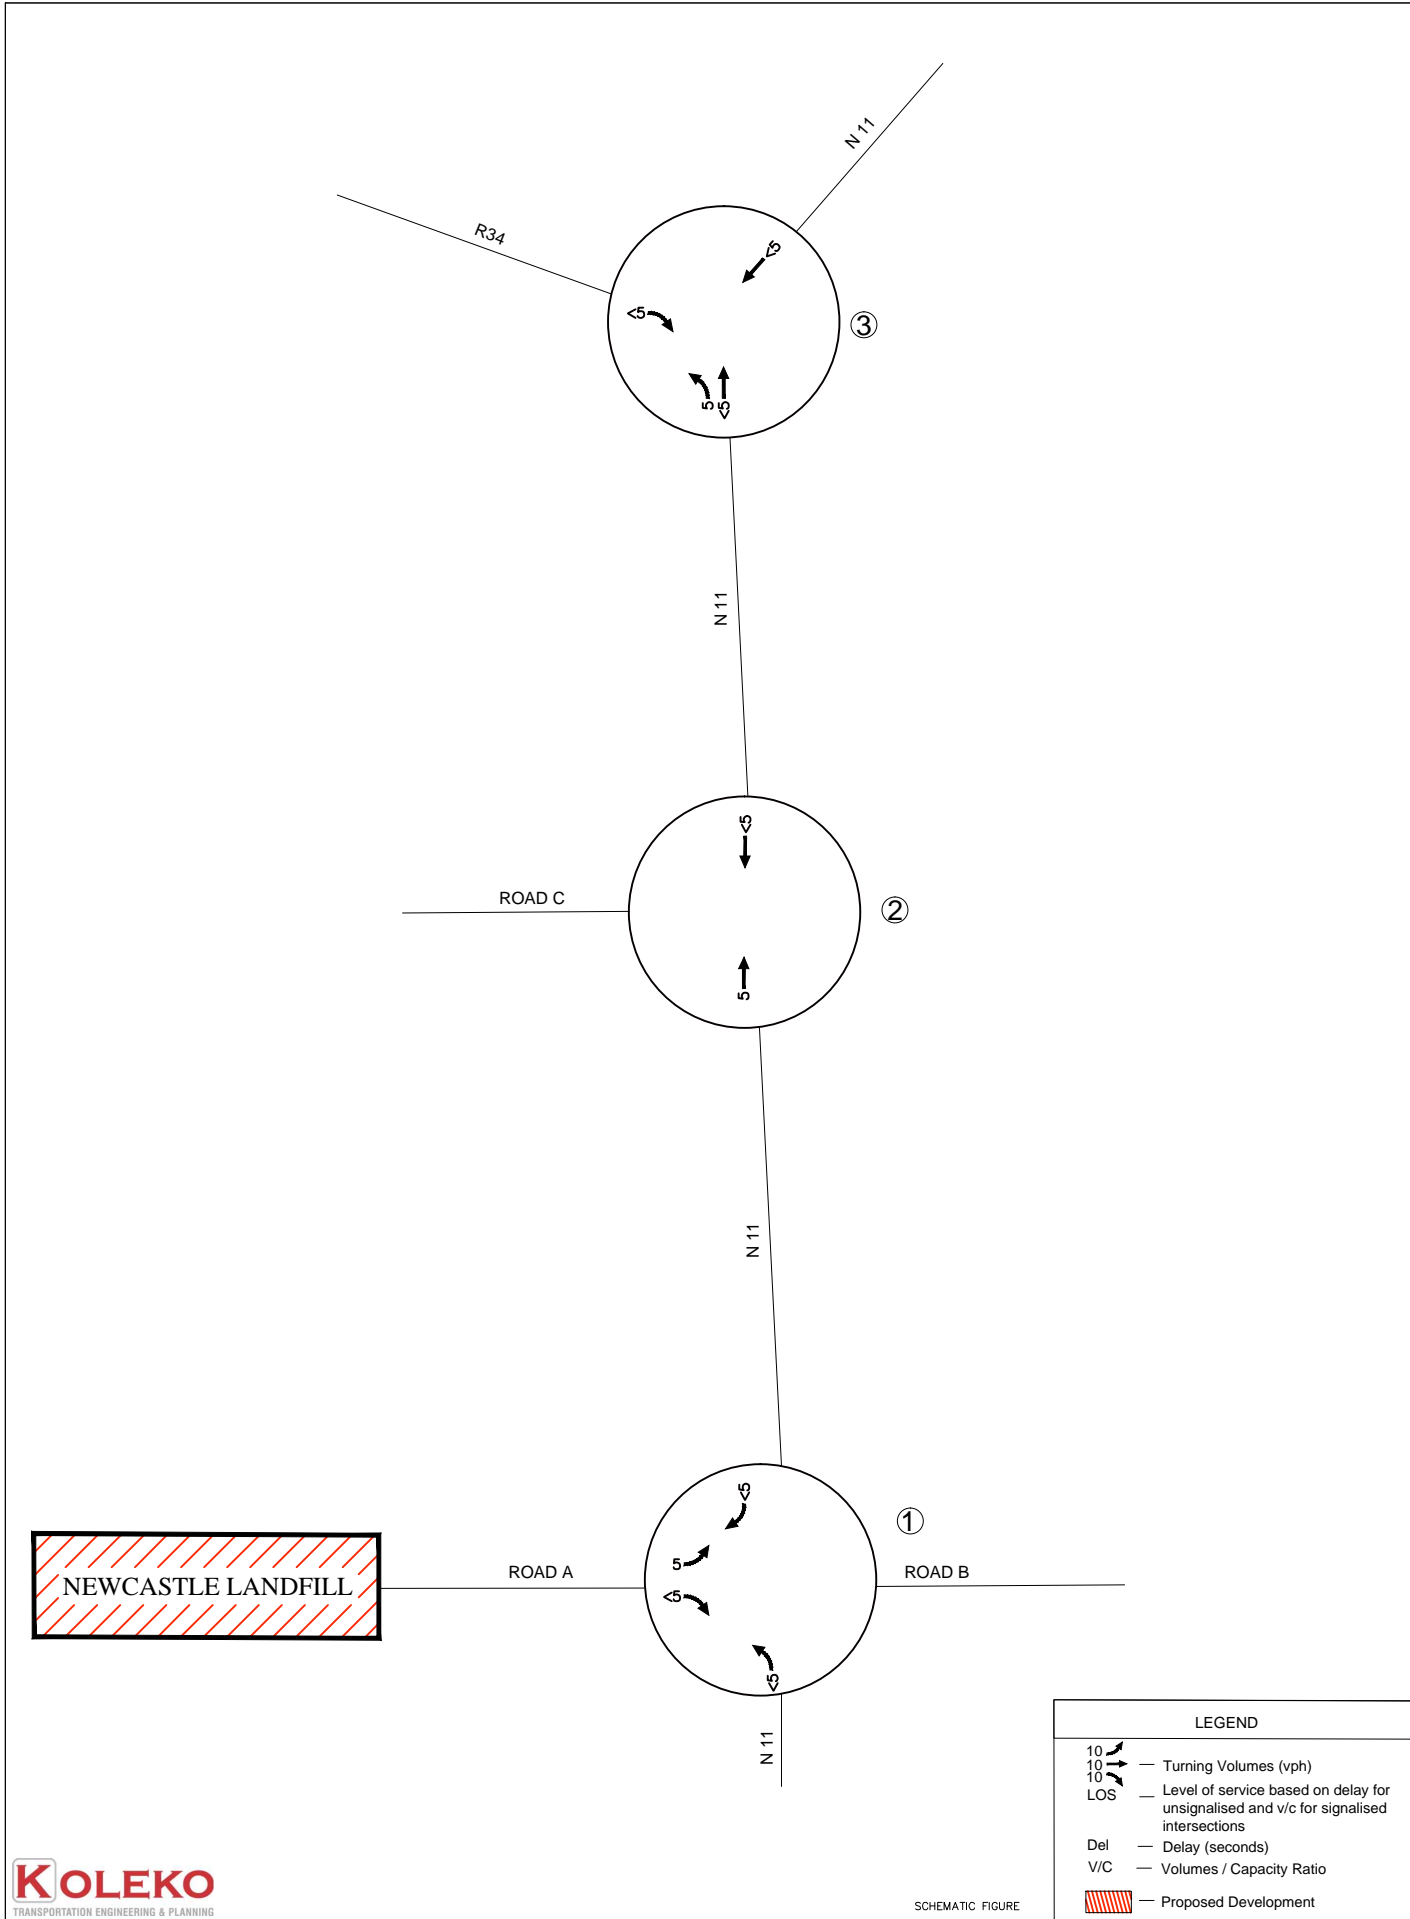 N 11
R34
<5
<5
3
5
<5
N 11
<5
ROAD C
2
5
N 11
<5
1
5
ROAD A
ROAD B
NEWCASTLE LANDFILL
<5
<5
N 11
LEGEND
10
10 — Turning Volumes (vph)
10
LOS — Level of service based on delay for
unsignalised and v/c for signalised
intersections
Del — Delay (seconds)
V/C — Volumes / Capacity Ratio
— Proposed Development
KOLEKO
TRANSPORTATION ENGINEERING & PLANNING
SCHEMATIC FIGURE